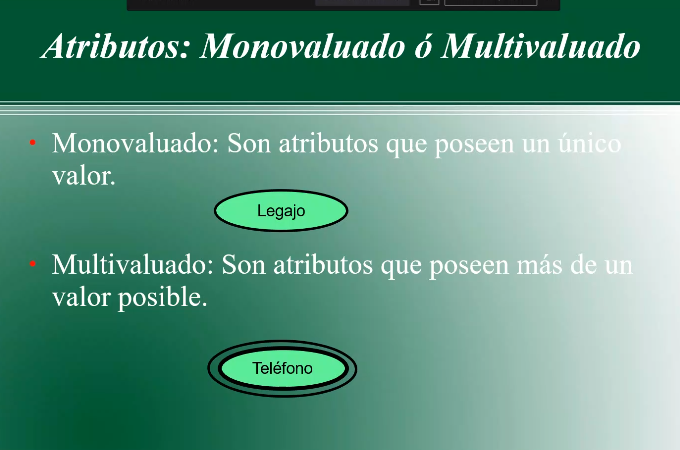 Atributos: Monovaluado ó Multivaluado
• Monovaluado: Son atributos que poseen un único
valor.
Legajo
• Multivaluado: Son atributos que poseen más de un
valor posible.
Teléfono